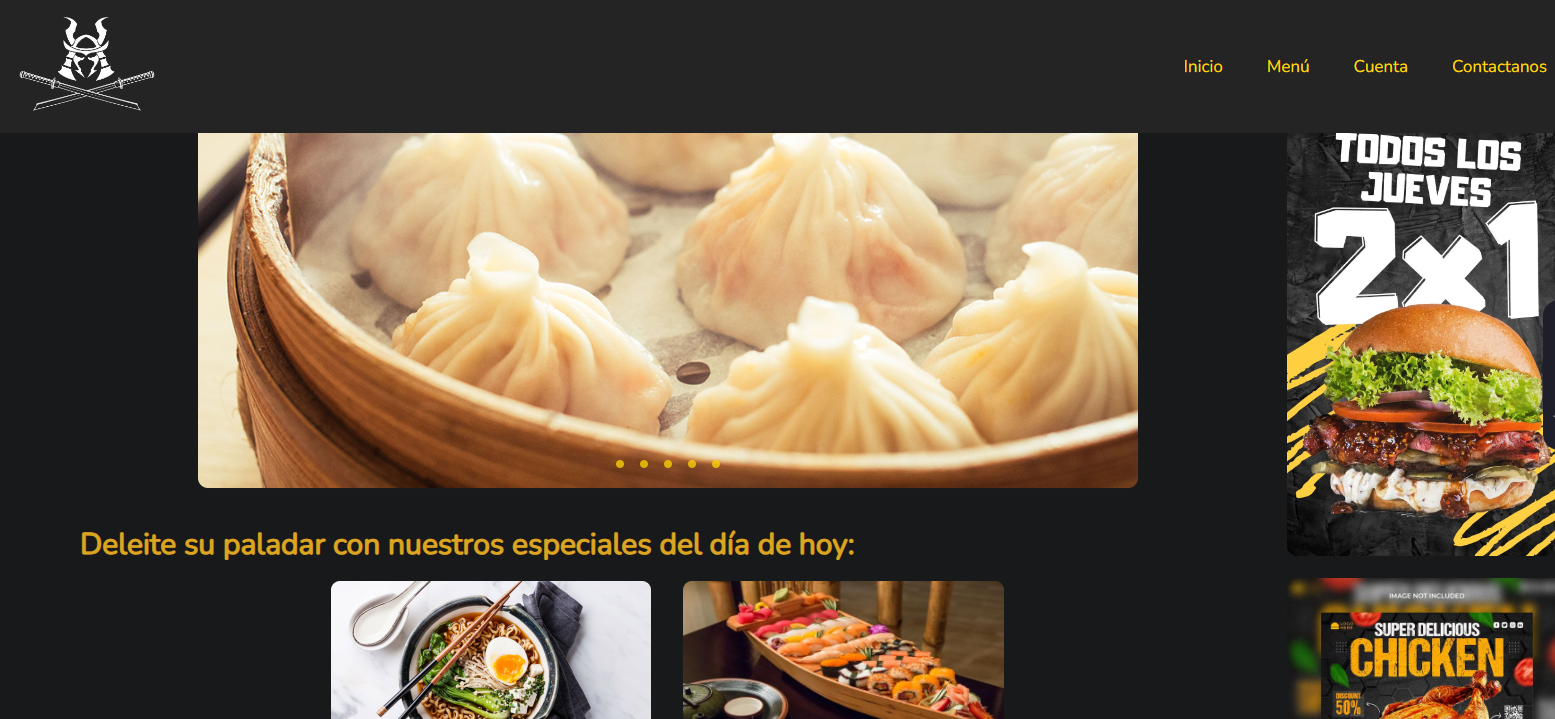 Inicio Menú Cuenta Contactanos
TODOS LOS
JUEVES
2x1
Deleite su paladar con nuestros especiales del día de hoy:
IMAGE NOT INCLUDED
SUPER DELICIOUS
CHICKEN
DISCOUNT
50%